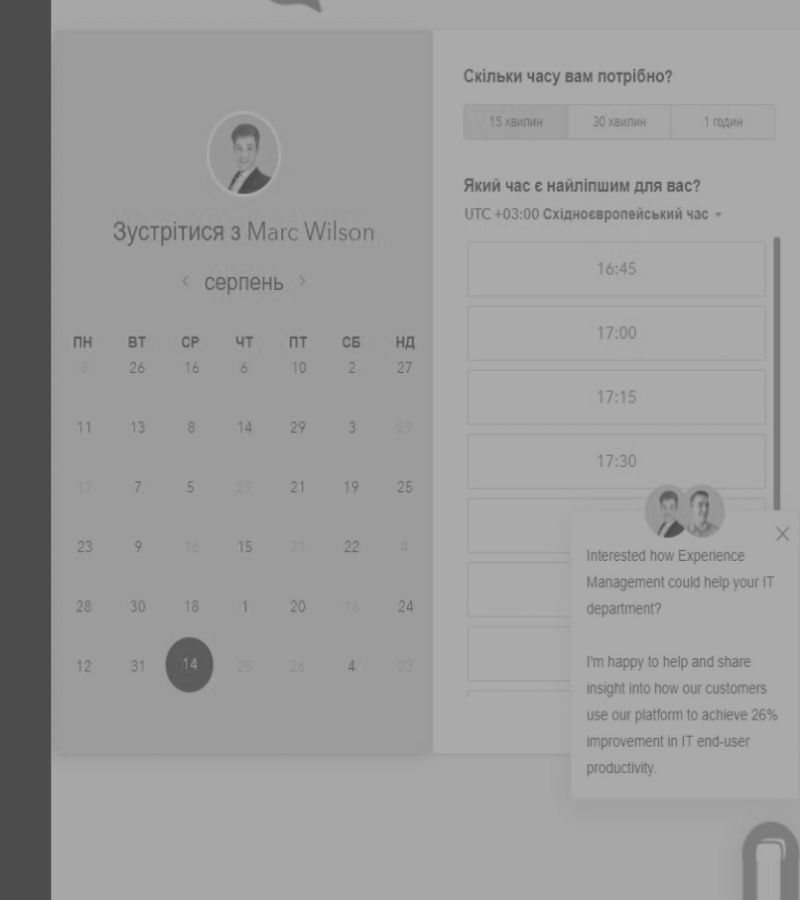 Зустрітися з Marc Wilson
серпень
ПН ВТ СР ЧТ ПТ СБ НД
8 26 16 6 10 2 27
11 13 8 14 29 3 29
17 7 5 29 21 19 25
23 9 16 15 21 22 4
28 30 18 1 20 16 24
12 31 14 25 26 4 23
Скільки часу вам потрібно?
15 хвилин 30 хвилин 1 годин
Який час є найліпшим для вас?
UTC +03:00 Східноєвропейський час
16:45
17:00
17:15
17:30
Interested how Experience
Management could help your IT
department?
I'm happy to help and share
insight into how our customers
use our platform to achieve 26%
improvement in IT end-user
productivity.